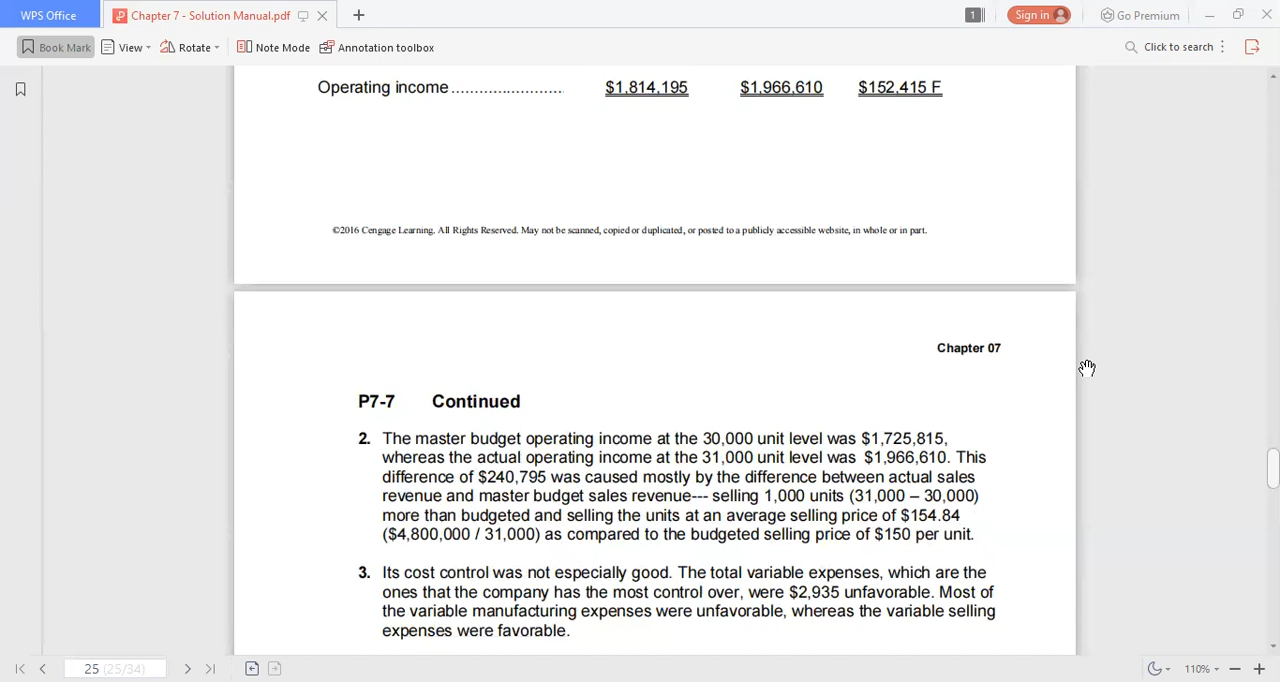 WPS Office Chapter 7 - Solution Manual.pdf 1 Sign in Go Premium
Book Mark View Rotate Note Mode Annotation toolbox Click to search
Operating income........................ $1,814,195 $1,966,610 $152,415 F
©2016 Cengage Learning. All Rights Reserved. May not be scanned, copied or duplicated, or posted to a publicly accessible website, in whole or in part.
Chapter 07
P7-7 Continued
2. The master budget operating income at the 30,000 unit level was $1,725,815,
whereas the actual operating income at the 31,000 unit level was $1,966,610. This
difference of $240,795 was caused mostly by the difference between actual sales
revenue and master budget sales revenue--- selling 1,000 units (31,000 – 30,000)
more than budgeted and selling the units at an average selling price of $154.84
($4,800,000 / 31,000) as compared to the budgeted selling price of $150 per unit.
3. Its cost control was not especially good. The total variable expenses, which are the
ones that the company has the most control over, were $2,935 unfavorable. Most of
the variable manufacturing expenses were unfavorable, whereas the variable selling
expenses were favorable.
25 (25/34) 110%